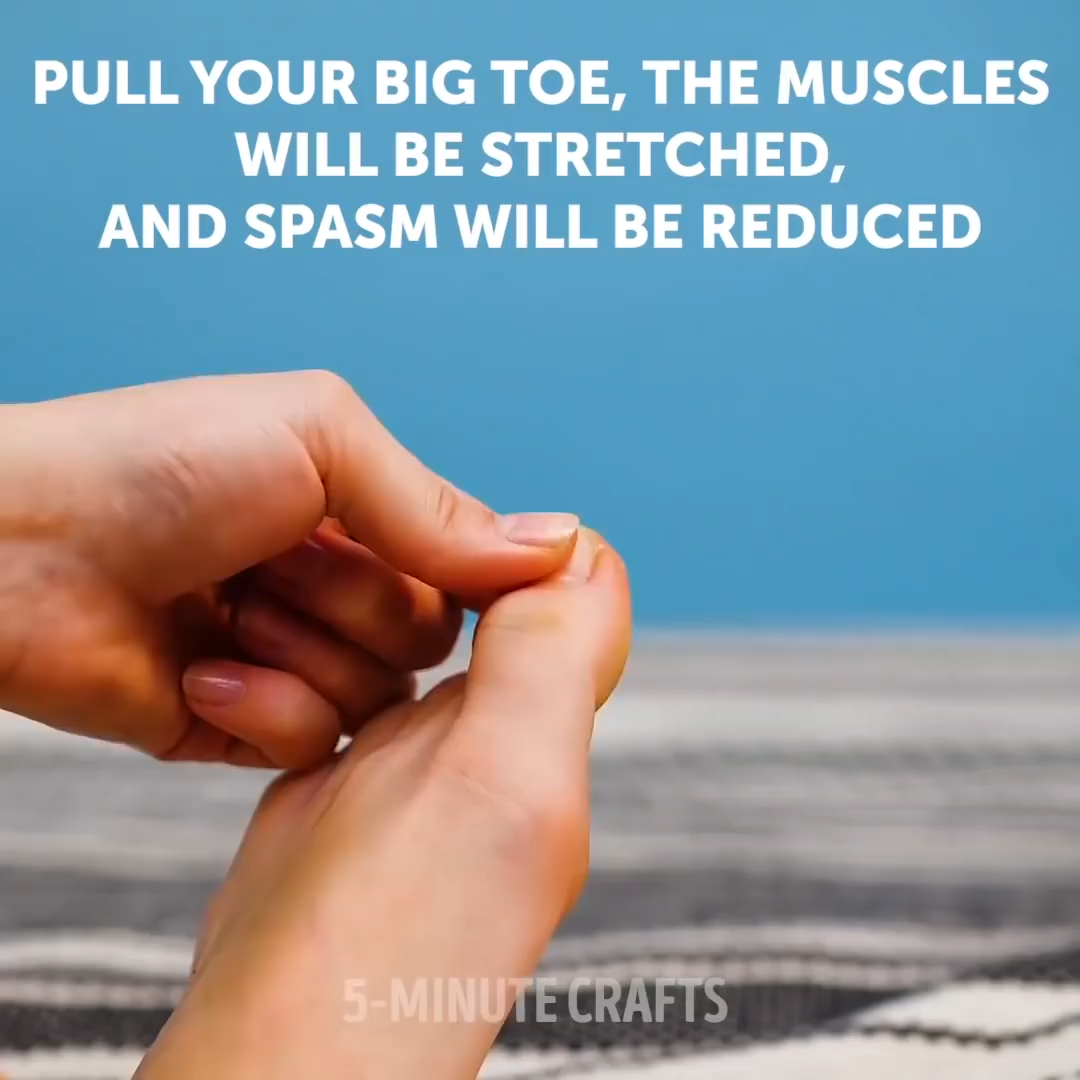 PULL YOUR BIG TOE, THE MUSCLES
WILL BE STRETCHED,
AND SPASM WILL BE REDUCED
5-MINUTE CRAFTS